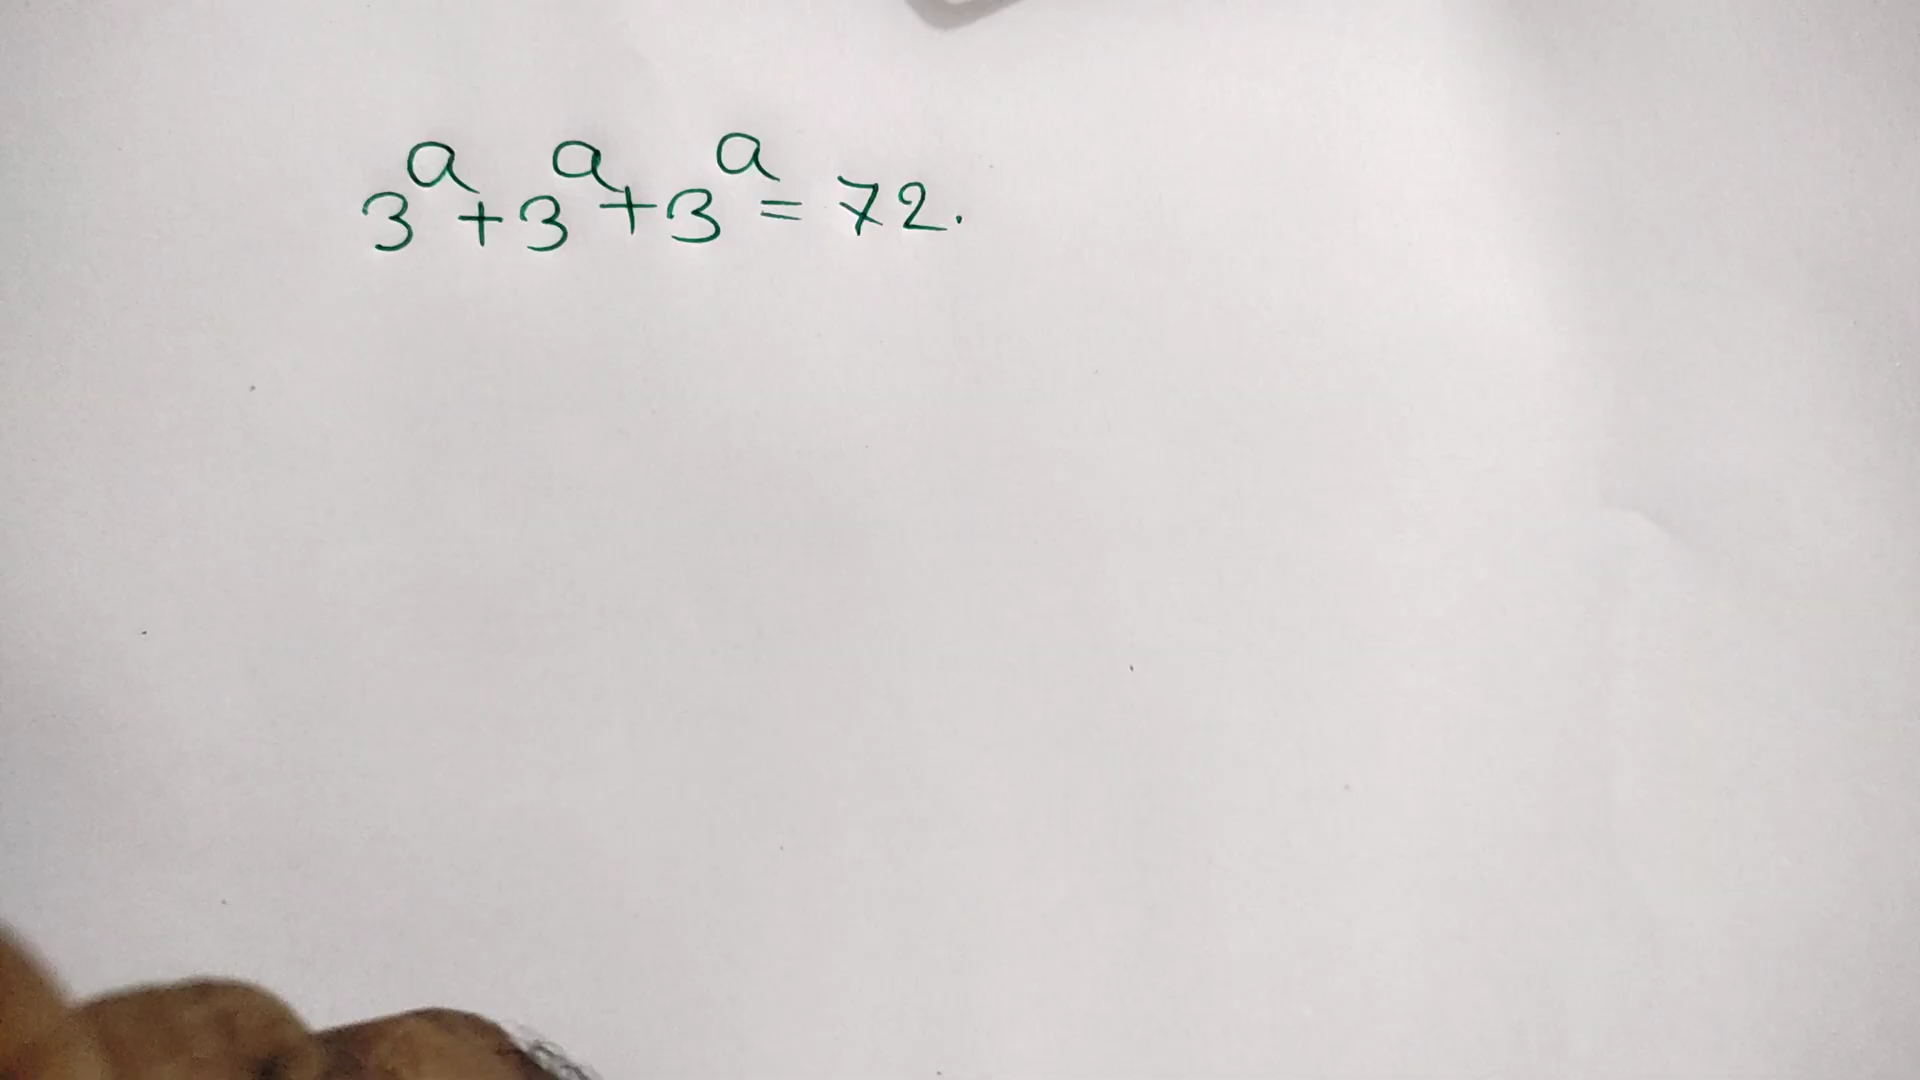 3^a + 3^a + 3^a = 72.